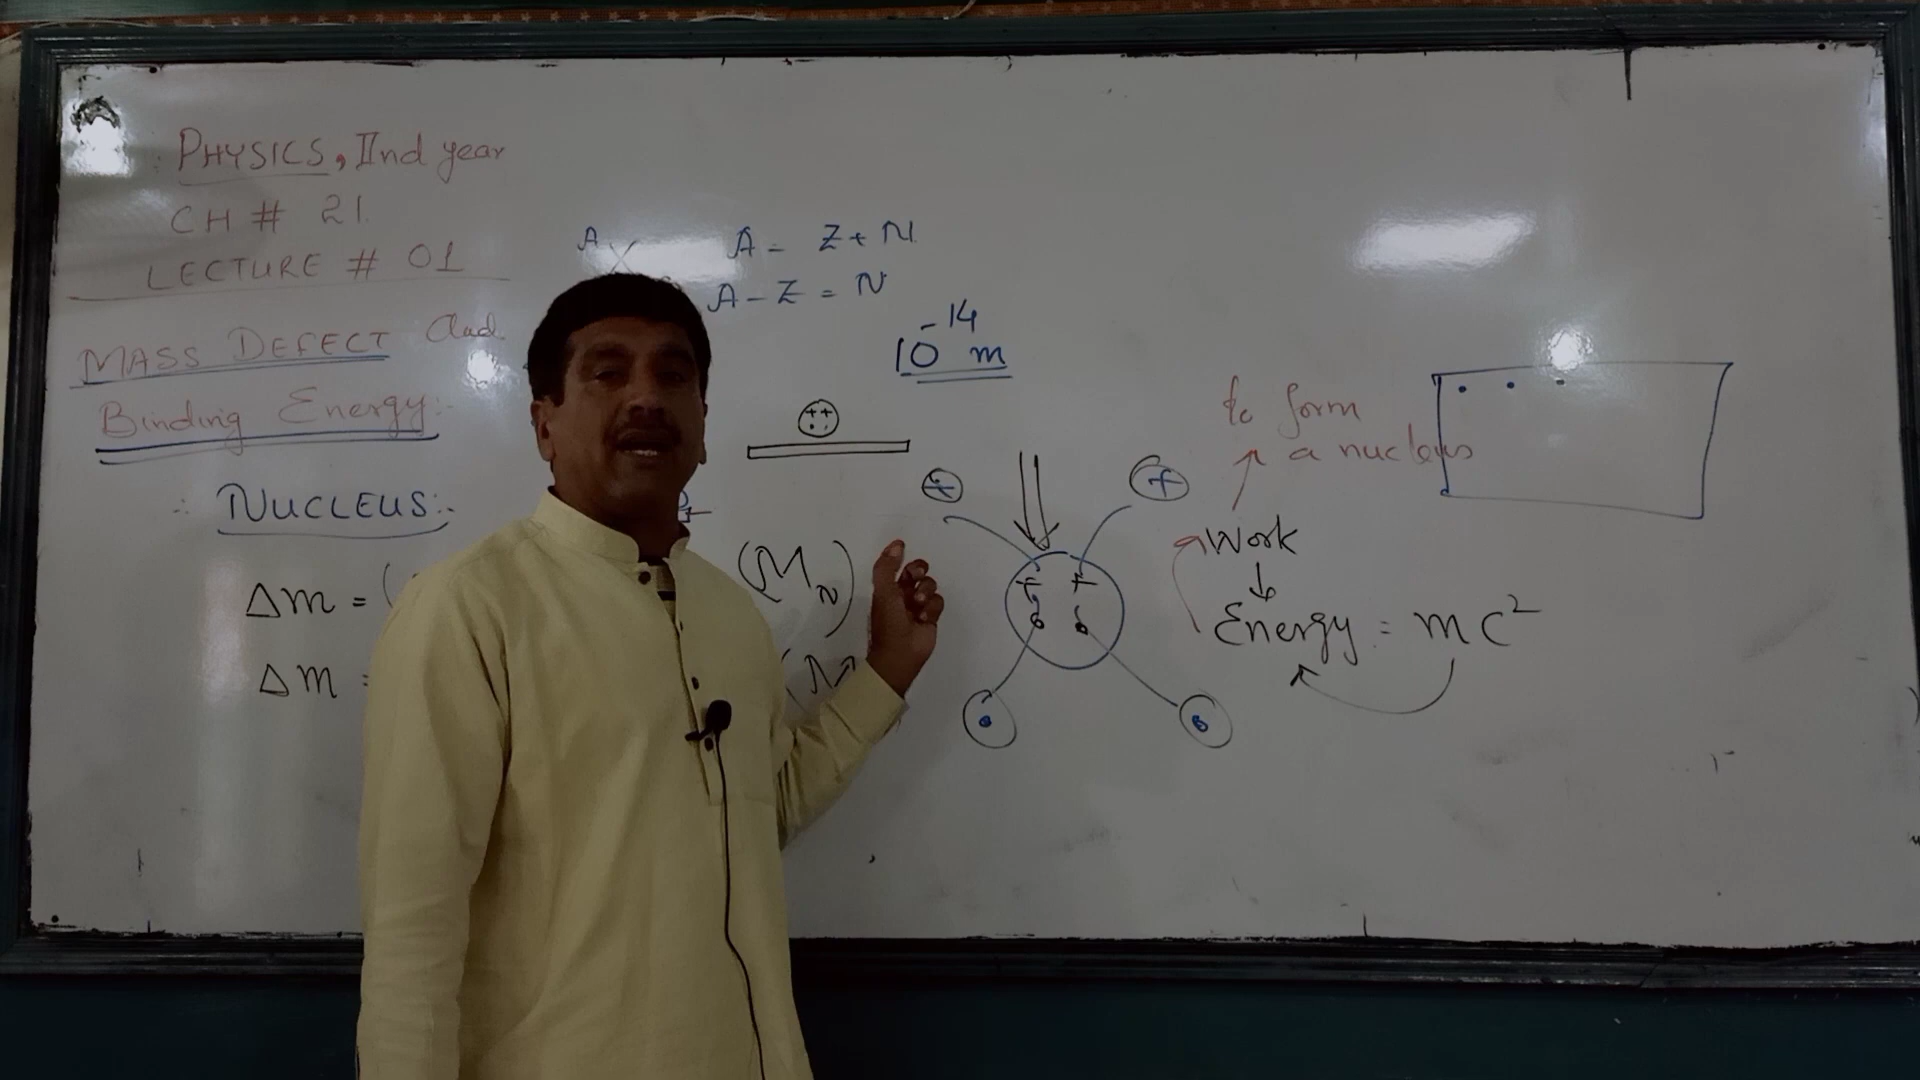 PHYSICS, IInd year
CH # 21.
LECTURE # 01
MASS DEFECT And
Binding Energy:-
A X
A = Z + N
A - Z = N
10^-14 m
NUCLEUS:-
++
to form
a nucleus
Work
Energy = mc²
Δm = (
(M_N)
Δm =
(M
+ +
+ +